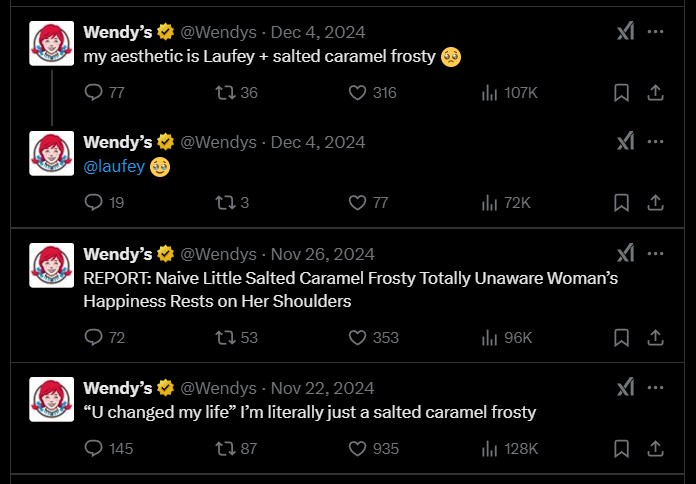 Wendy's @Wendys · Dec 4, 2024
my aesthetic is Laufey + salted caramel frosty 🥺
77 36 316 107K
Wendy's @Wendys · Dec 4, 2024
@laufey 🥹
19 3 77 72K
Wendy's @Wendys · Nov 26, 2024
REPORT: Naive Little Salted Caramel Frosty Totally Unaware Woman's
Happiness Rests on Her Shoulders
72 53 353 96K
Wendy's @Wendys · Nov 22, 2024
“U changed my life” I'm literally just a salted caramel frosty
145 87 935 128K